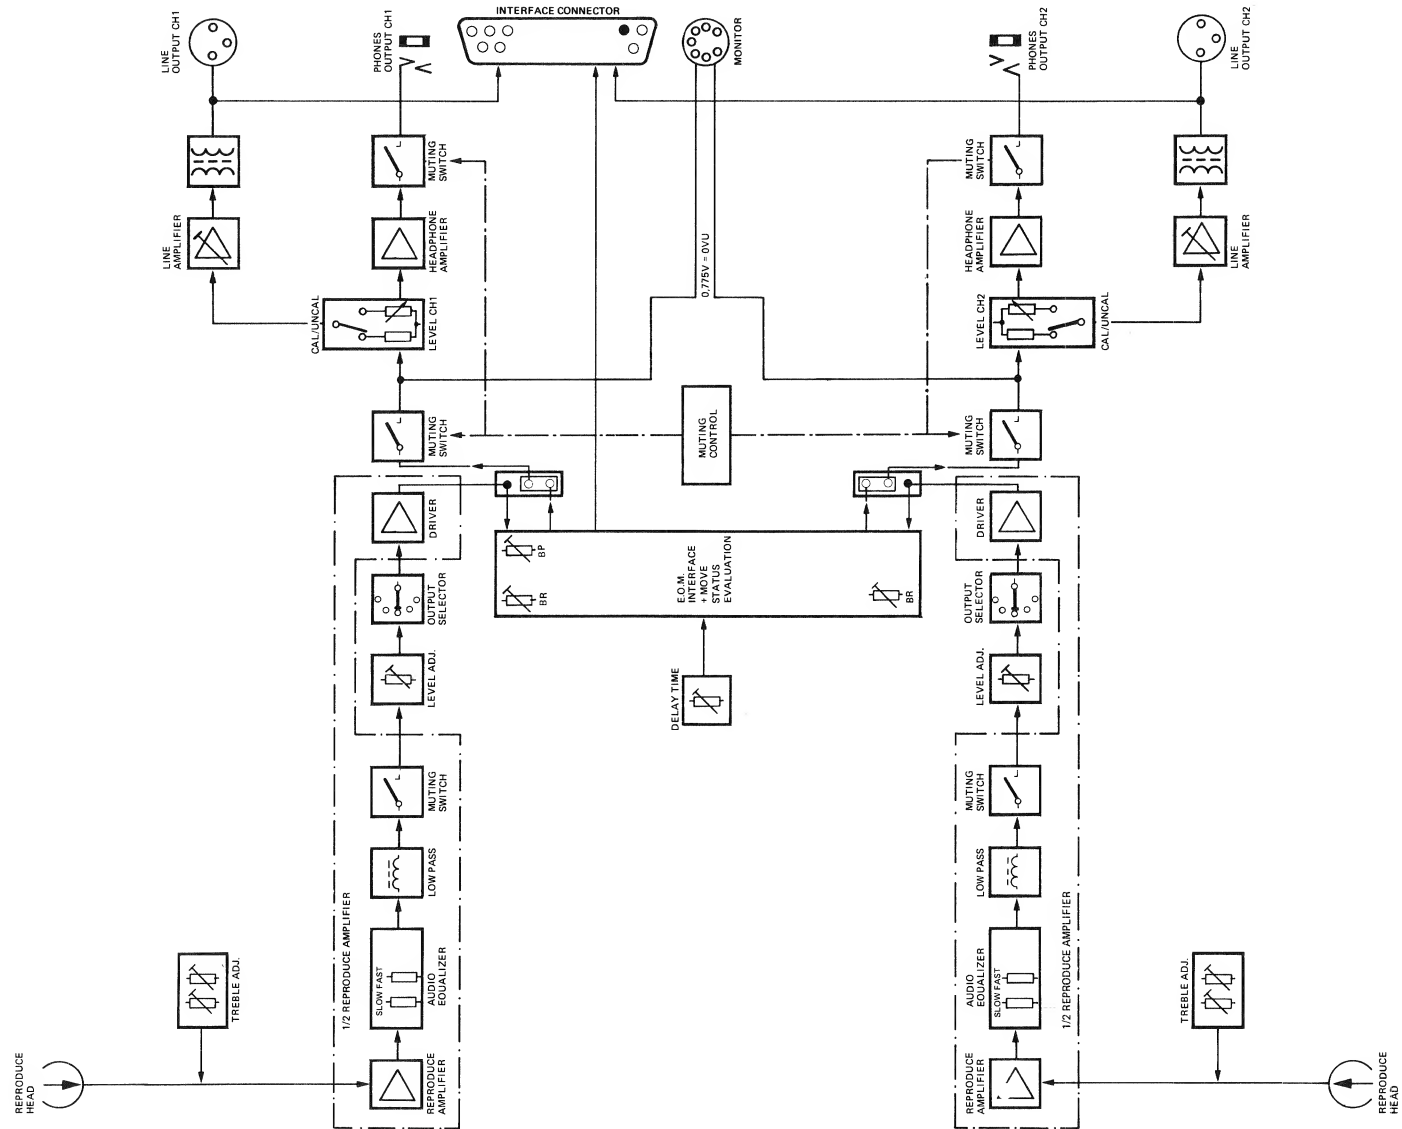 INTERFACE CONNECTOR
LINE
OUTPUT CH1
PHONES
OUTPUT CH1
MONITOR
PHONES
OUTPUT CH2
LINE
OUTPUT CH2
MUTING
SWITCH
MUTING
SWITCH
LINE
AMPLIFIER
HEADPHONE
AMPLIFIER
0,775V = 0VU
HEADPHONE
AMPLIFIER
LINE
AMPLIFIER
CAL/UNCAL
LEVEL CH1
LEVEL CH2
CAL/UNCAL
MUTING
SWITCH
MUTING
CONTROL
MUTING
SWITCH
DRIVER
BP
BR
E.O.M.
INTERFACE
+ MOVE
STATUS
EVALUATION
BR
DRIVER
OUTPUT
SELECTOR
OUTPUT
SELECTOR
LEVEL ADJ.
DELAY TIME
LEVEL ADJ.
MUTING
SWITCH
MUTING
SWITCH
LOW PASS
LOW PASS
1/2 REPRODUCE AMPLIFIER
SLOW FAST
AUDIO
EQUALIZER
AUDIO
EQUALIZER
SLOW FAST
1/2 REPRODUCE AMPLIFIER
TREBLE ADJ.
TREBLE ADJ.
REPRODUCE
HEAD
REPRODUCE
AMPLIFIER
REPRODUCE
AMPLIFIER
REPRODUCE
HEAD